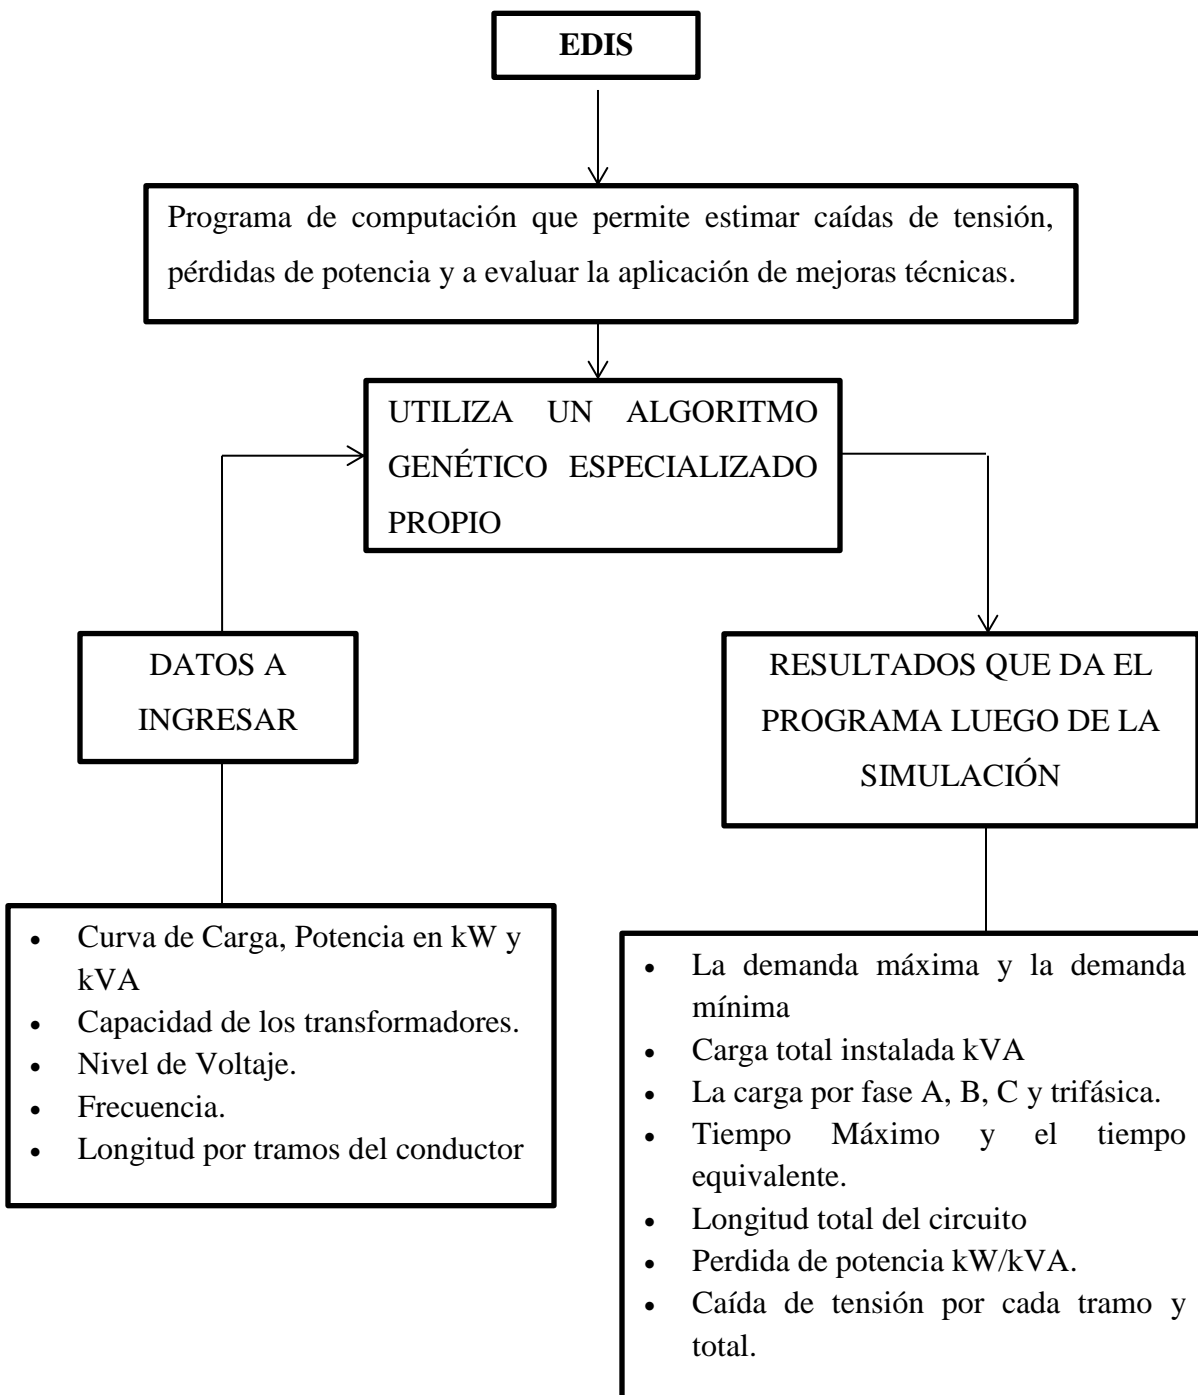 EDIS
Programa de computación que permite estimar caídas de tensión,
pérdidas de potencia y a evaluar la aplicación de mejoras técnicas.
UTILIZA UN ALGORITMO
GENÉTICO ESPECIALIZADO
PROPIO
DATOS A
INGRESAR
RESULTADOS QUE DA EL
PROGRAMA LUEGO DE LA
SIMULACIÓN
• Curva de Carga, Potencia en kW y
kVA
• Capacidad de los transformadores.
• Nivel de Voltaje.
• Frecuencia.
• Longitud por tramos del conductor
• La demanda máxima y la demanda
mínima
• Carga total instalada kVA
• La carga por fase A, B, C y trifásica.
• Tiempo Máximo y el tiempo
equivalente.
• Longitud total del circuito
• Perdida de potencia kW/kVA.
• Caída de tensión por cada tramo y
total.